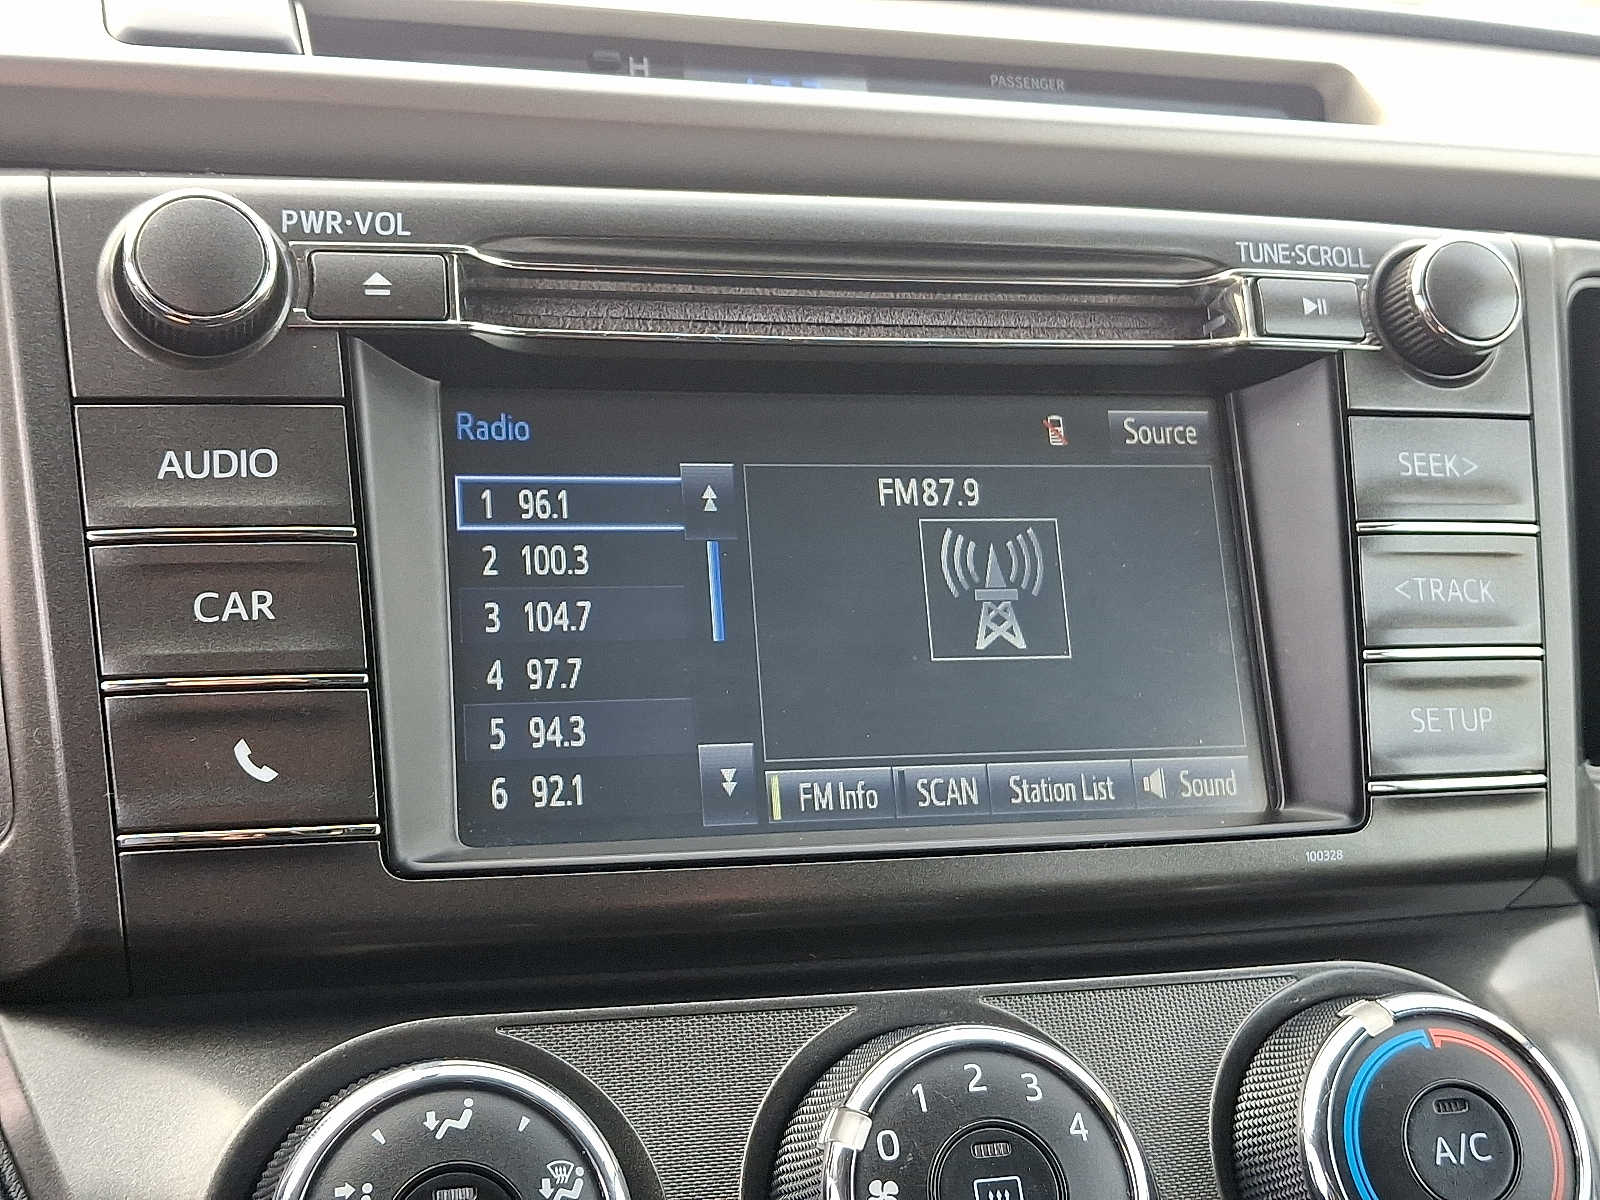 H
PASSENGER
PWR·VOL
TUNE·SCROLL
AUDIO
CAR
SEEK>
<TRACK
SETUP
Radio
Source
1 96.1
2 100.3
3 104.7
4 97.7
5 94.3
6 92.1
FM87.9
FM Info
SCAN
Station List
Sound
100328
0
1
2
3
4
A/C